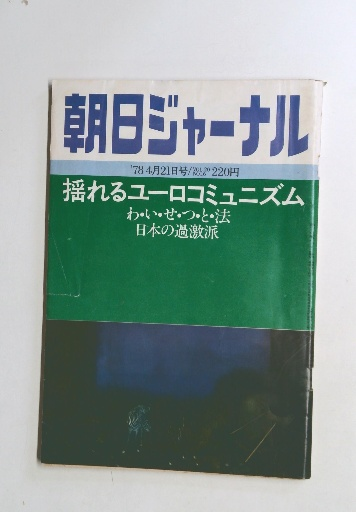 朝日ジャーナル
'78 4月21日号/ 220円
揺れるユーロコミュニズム
わ・い・せ・つ・と・法
日本の過激派